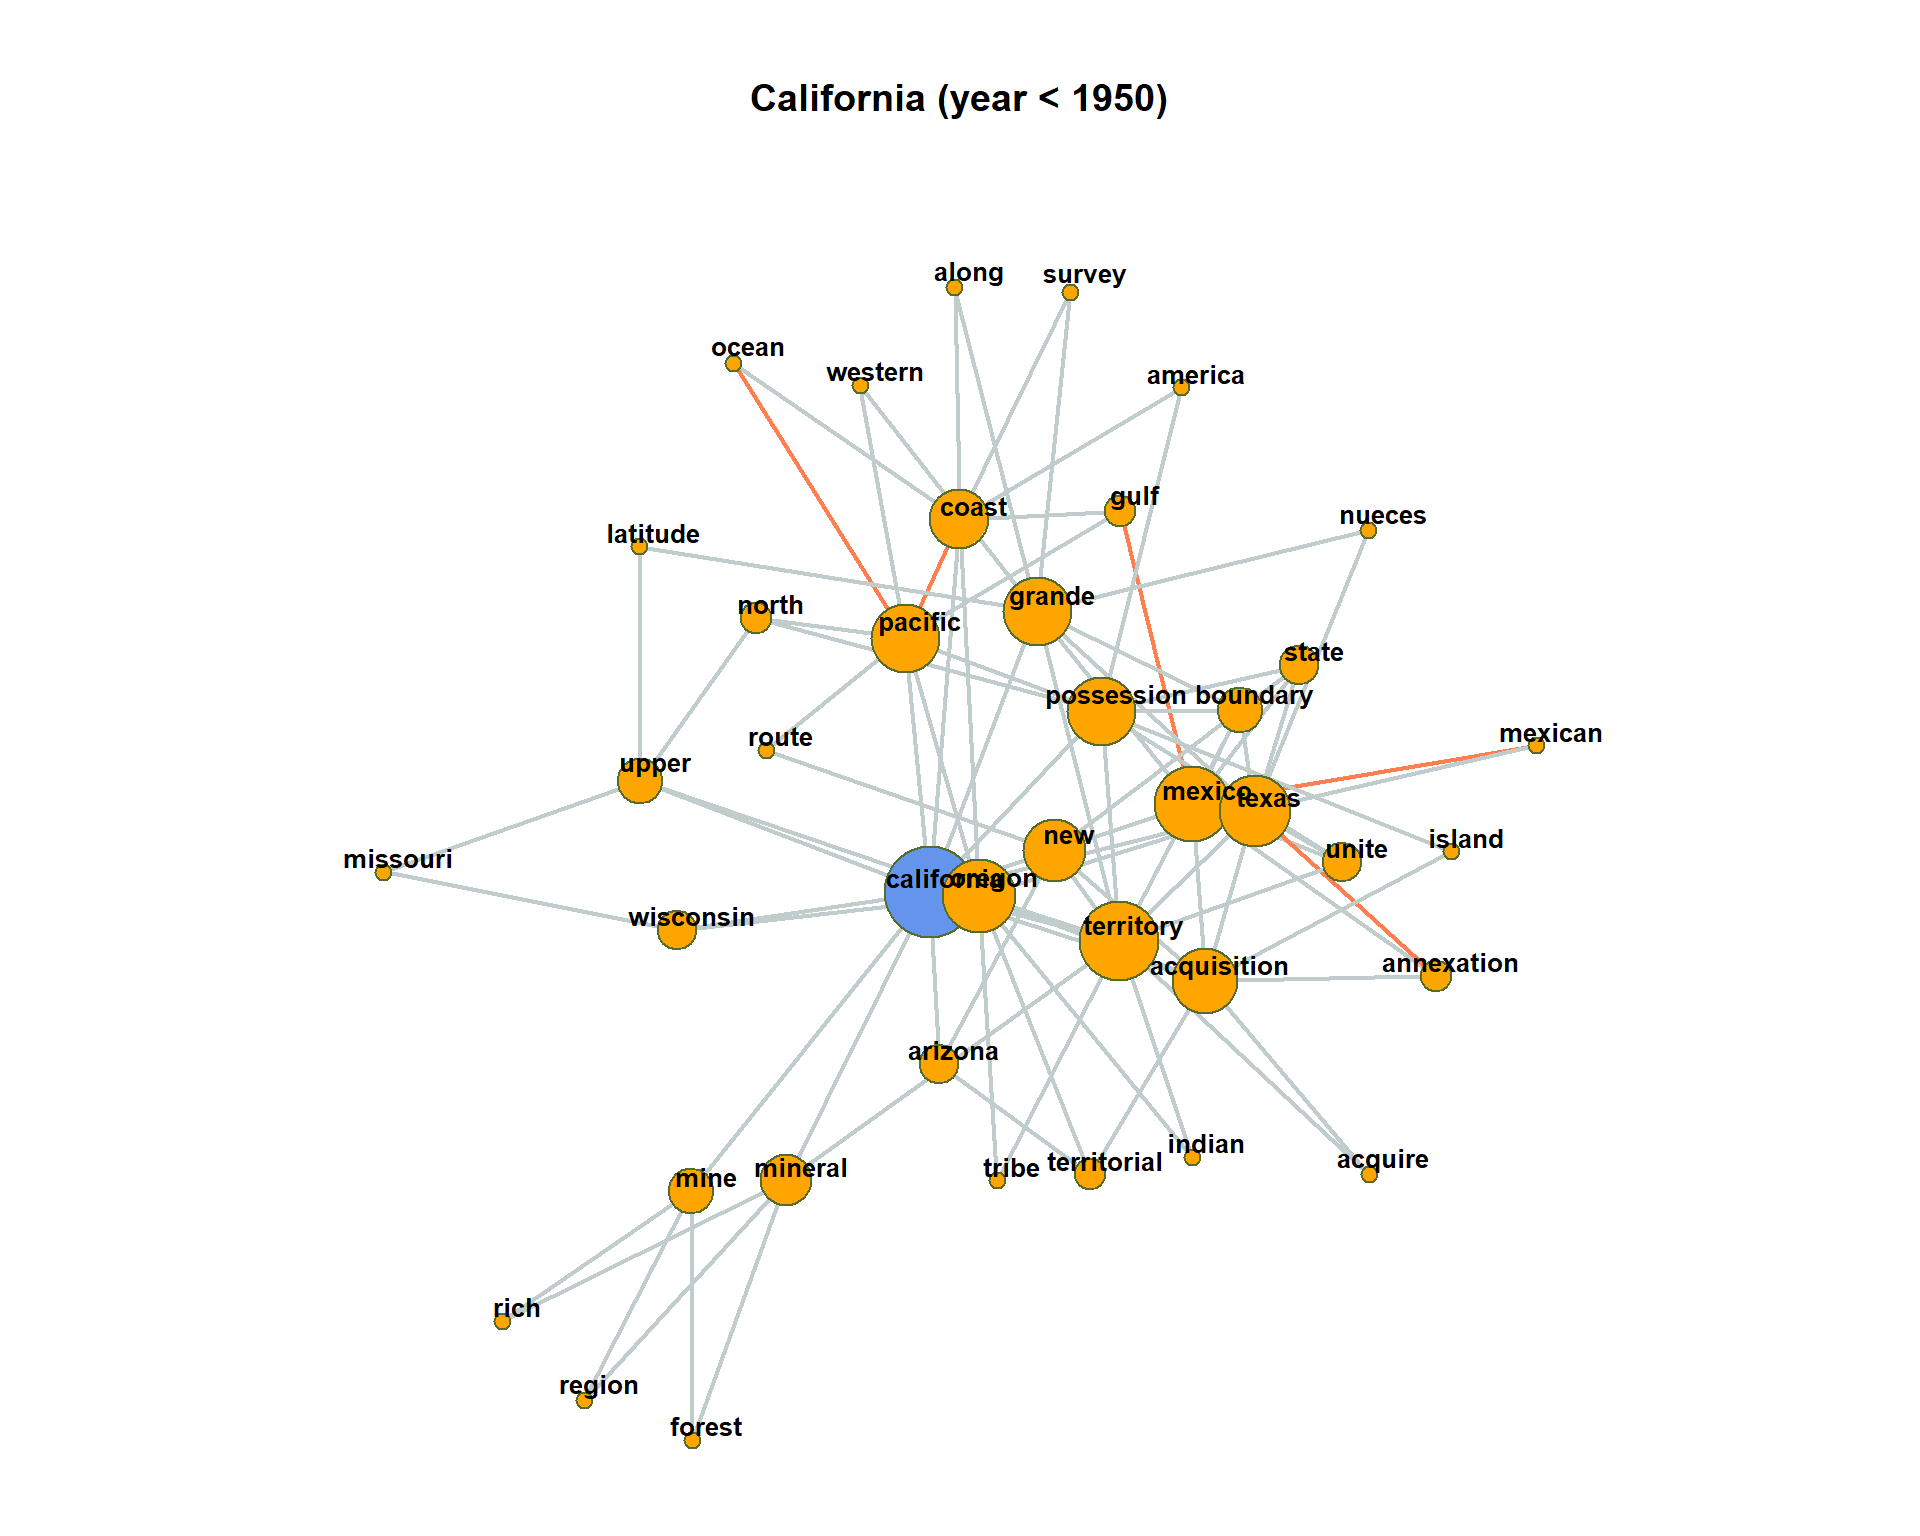 California (year < 1950)
along
survey
ocean
western
america
coast
gulf
nueces
latitude
north
grande
pacific
state
possession
boundary
route
mexican
upper
mexico
texas
new
island
missouri
unite
california
oregon
wisconsin
territory
acquisition
annexation
arizona
indian
tribe
territorial
acquire
mine
mineral
rich
region
forest